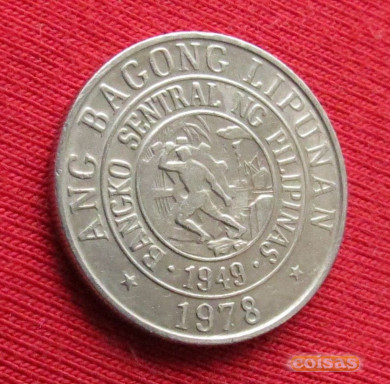 ANG BAGONG LIPUNAN
BANGKO SENTRAL NG PILIPINAS
· 1949 ·
1978
coisas